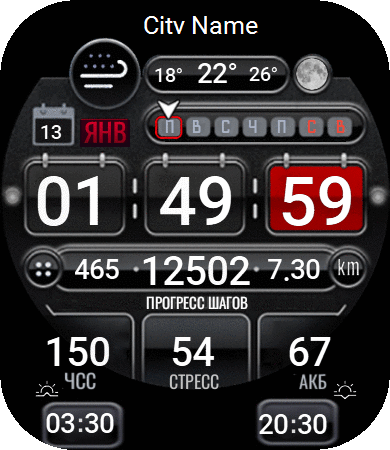 City Name
18° 22° 26°
13 ЯНВ П В С Ч П С В
01 49 59
465 ·12502· 7.30 km
ПРОГРЕСС ШАГОВ
150 54 67
ЧСС СТРЕСС АКБ
03:30 20:30